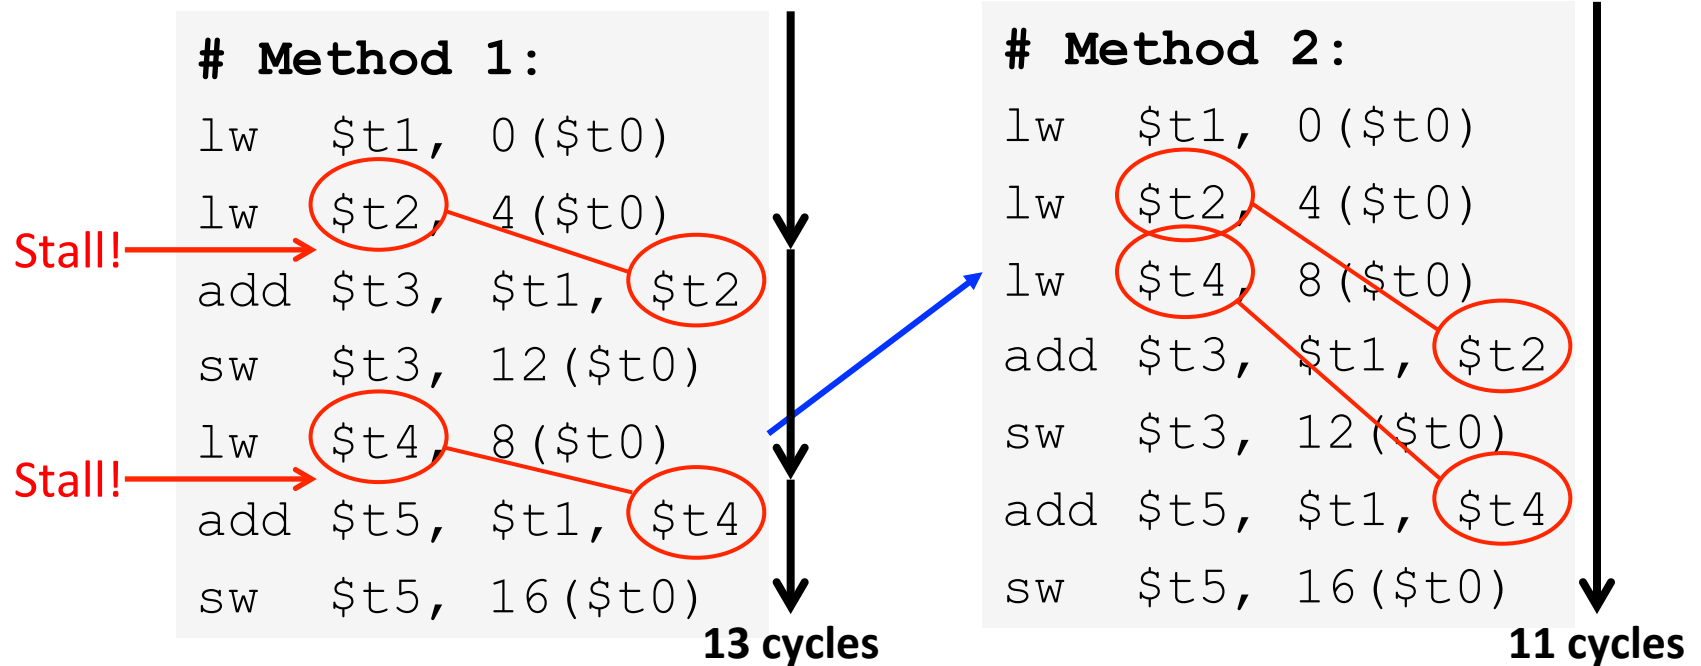 # Method 1:
lw $t1, 0($t0)
lw $t2, 4($t0)
Stall!
add $t3, $t1, $t2
sw $t3, 12($t0)
lw $t4, 8($t0)
Stall!
add $t5, $t1, $t4
sw $t5, 16($t0)
13 cycles
# Method 2:
lw $t1, 0($t0)
lw $t2, 4($t0)
lw $t4, 8($t0)
add $t3, $t1, $t2
sw $t3, 12($t0)
add $t5, $t1, $t4
sw $t5, 16($t0)
11 cycles